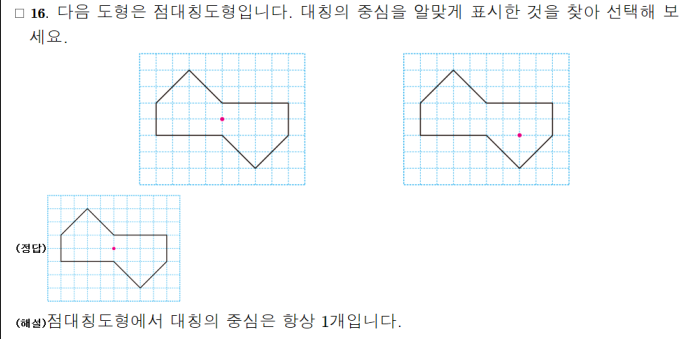 □ 16. 다음 도형은 점대칭도형입니다. 대칭의 중심을 알맞게 표시한 것을 찾아 선택해 보
세요.
(정답)
(해설)점대칭도형에서 대칭의 중심은 항상 1개입니다.